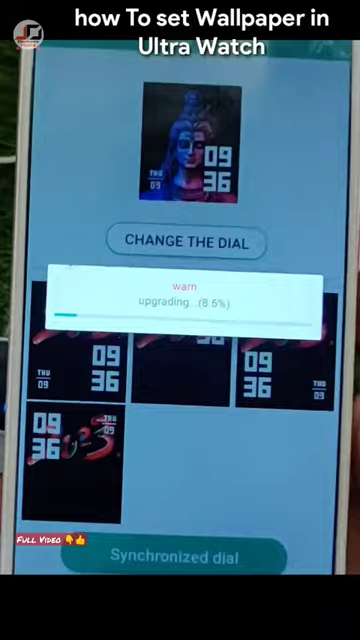 how To set Wallpaper in
Ultra Watch
THU
09
09
36
CHANGE THE DIAL
warn
upgrading...(8.5%)
THU
09
09
36
09
36
THU
09
09
36
THU
09
Full Video 👇👍
Synchronized dial